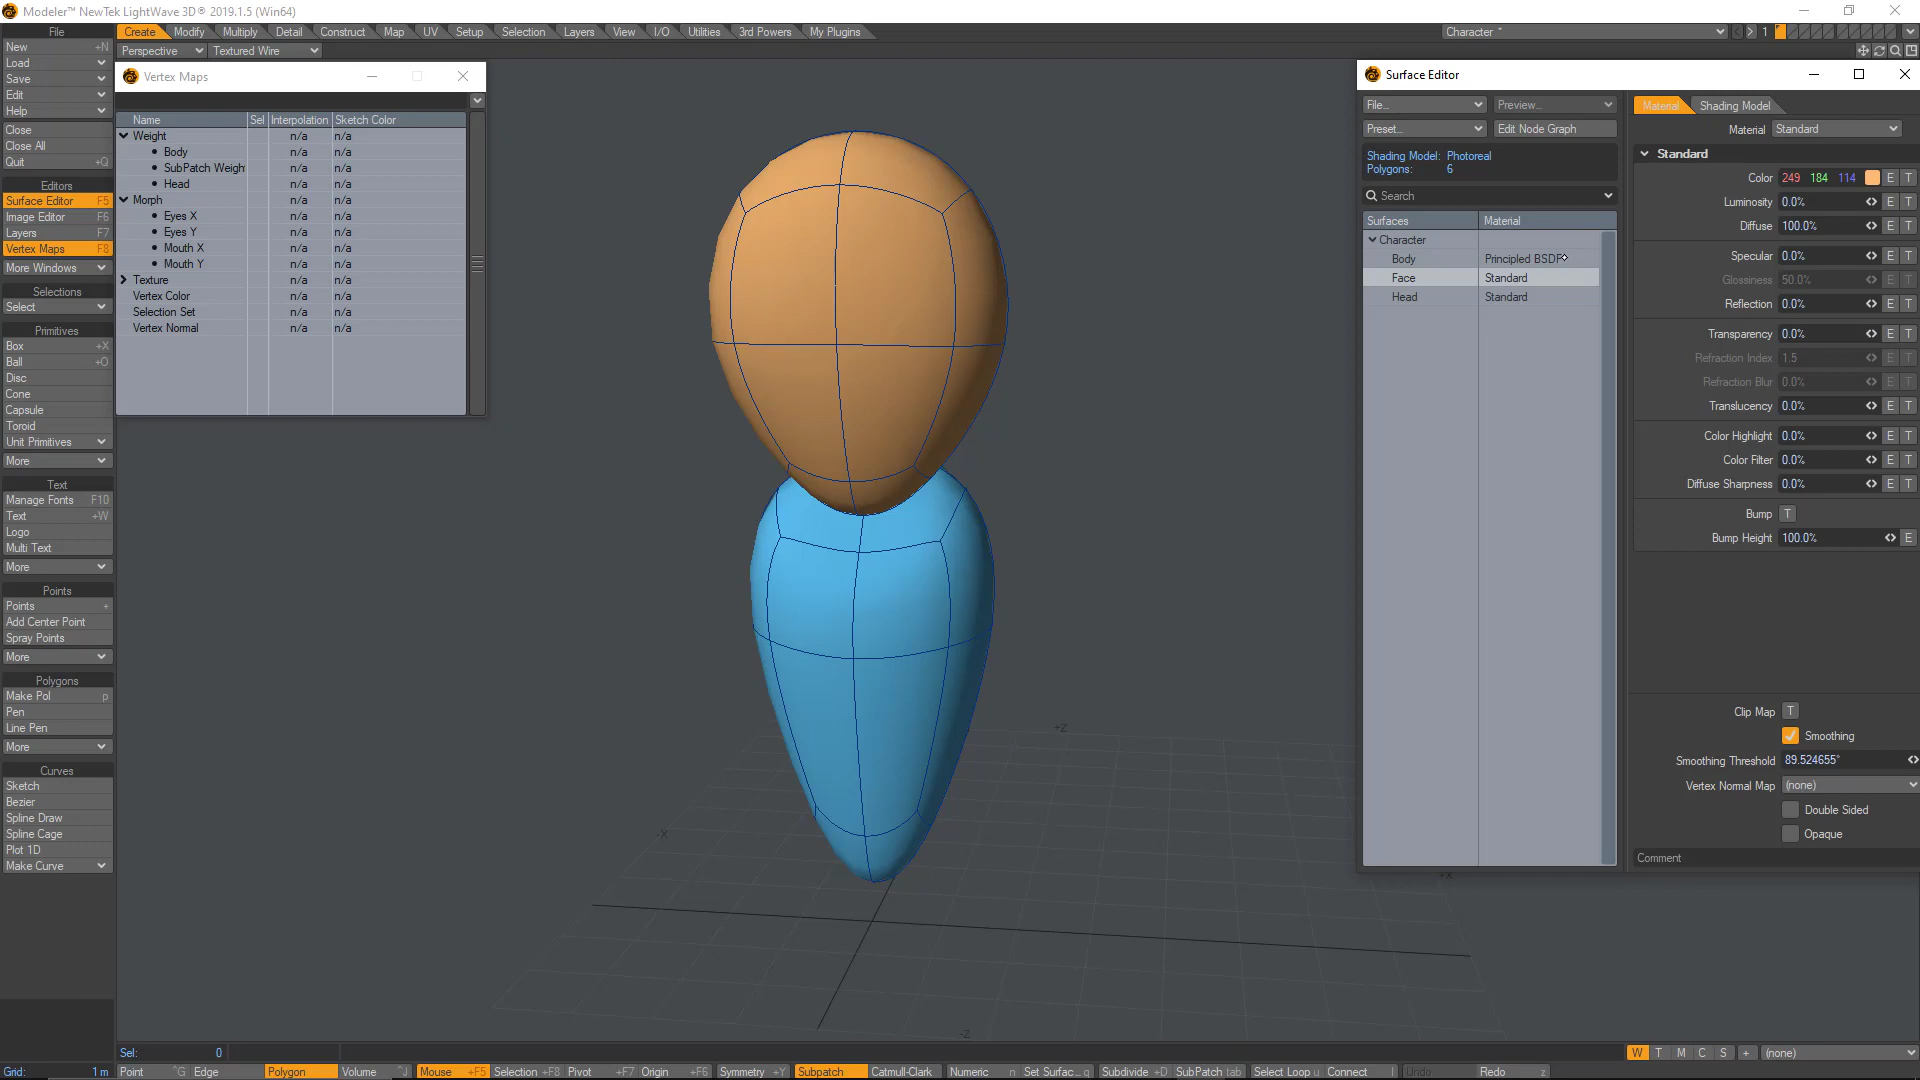 Modeler™ NewTek LightWave 3D® 2019.1.5 (Win64)
File
Create Modify Multiply Detail Construct Map UV Setup Selection Layers View I/O Utilities 3rd Powers My Plugins
Character *
1
New +N
Load
Save
Edit
Help
Close
Close All
Quit +Q
Perspective
Textured Wire
Editors
Surface Editor F5
Image Editor F6
Layers F7
Vertex Maps F8
More Windows
Selections
Select
Primitives
Box +X
Ball +O
Disc
Cone
Capsule
Toroid
Unit Primitives
More
Text
Manage Fonts F10
Text +W
Logo
Multi Text
More
Points
Points +
Add Center Point
Spray Points
More
Polygons
Make Pol p
Pen
Line Pen
More
Curves
Sketch
Bezier
Spline Draw
Spline Cage
Plot 1D
Make Curve
Vertex Maps
Name Sel Interpolation Sketch Color
Weight n/a n/a
Body n/a n/a
SubPatch Weight n/a n/a
Head n/a n/a
Morph n/a n/a
Eyes X n/a n/a
Eyes Y n/a n/a
Mouth X n/a n/a
Mouth Y n/a n/a
Texture n/a n/a
Vertex Color n/a n/a
Selection Set n/a n/a
Vertex Normal n/a n/a
+Z
-X
+X
-Z
Surface Editor
File...
Preview...
Preset...
Edit Node Graph
Shading Model: Photoreal
Polygons: 6
Search
Surfaces Material
Character
Body Principled BSDF
Face Standard
Head Standard
Material Shading Model
Material Standard
Standard
Color 249 184 114 E T
Luminosity 0.0% E T
Diffuse 100.0% E T
Specular 0.0% E T
Glossiness 50.0% E T
Reflection 0.0% E T
Transparency 0.0% E T
Refraction Index 1.5 E T
Refraction Blur 0.0% E T
Translucency 0.0% E T
Color Highlight 0.0% E T
Color Filter 0.0% E T
Diffuse Sharpness 0.0% E T
Bump T
Bump Height 100.0% E
Clip Map T
Smoothing
Smoothing Threshold 89.524655°
Vertex Normal Map (none)
Double Sided
Opaque
Comment
Sel: 0
W T M C S + (none)
Grid: 1 m
Point ^G Edge Polygon Volume ^J Mouse +F5 Selection +F8 Pivot +F7 Origin +F6 Symmetry +Y Subpatch Catmull-Clark Numeric n Set Surfac... q Subdivide +D SubPatch tab Select Loop u Connect l Undo Redo z